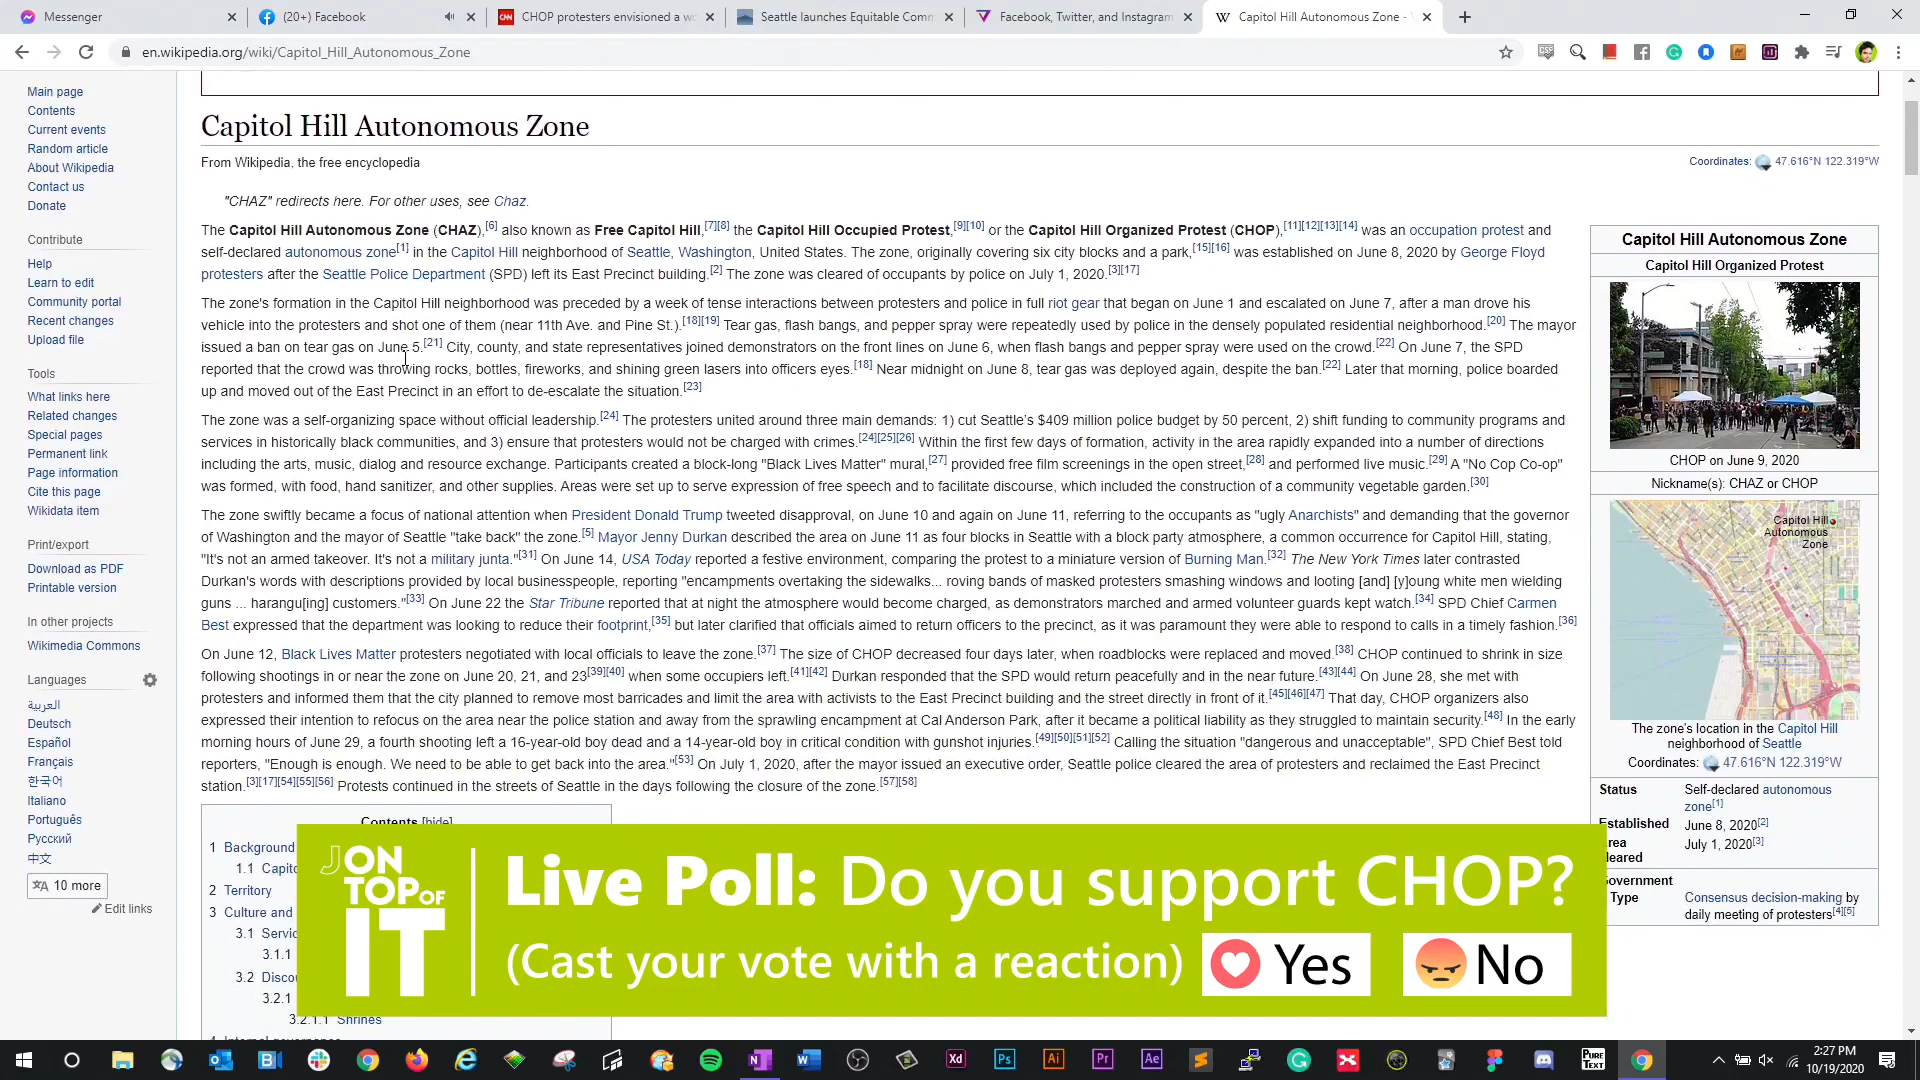 Messenger
(20+) Facebook
CHOP protesters envisioned a wo
Seattle launches Equitable Comm
Facebook, Twitter, and Instagram
Capitol Hill Autonomous Zone -
en.wikipedia.org/wiki/Capitol_Hill_Autonomous_Zone
Main page
Contents
Current events
Random article
About Wikipedia
Contact us
Donate
Contribute
Help
Learn to edit
Community portal
Recent changes
Upload file
Tools
What links here
Related changes
Special pages
Permanent link
Page information
Cite this page
Wikidata item
Print/export
Download as PDF
Printable version
In other projects
Wikimedia Commons
Languages
العربية
Deutsch
Español
Français
한국어
Italiano
Português
Русский
中文
10 more
Edit links
Capitol Hill Autonomous Zone
From Wikipedia, the free encyclopedia
Coordinates: 47.616°N 122.319°W
"CHAZ" redirects here. For other uses, see Chaz.
The Capitol Hill Autonomous Zone (CHAZ),[6] also known as Free Capitol Hill,[7][8] the Capitol Hill Occupied Protest,[9][10] or the Capitol Hill Organized Protest (CHOP),[11][12][13][14] was an occupation protest and
self-declared autonomous zone[1] in the Capitol Hill neighborhood of Seattle, Washington, United States. The zone, originally covering six city blocks and a park,[15][16] was established on June 8, 2020 by George Floyd
protesters after the Seattle Police Department (SPD) left its East Precinct building.[2] The zone was cleared of occupants by police on July 1, 2020.[3][17]
The zone's formation in the Capitol Hill neighborhood was preceded by a week of tense interactions between protesters and police in full riot gear that began on June 1 and escalated on June 7, after a man drove his
vehicle into the protesters and shot one of them (near 11th Ave. and Pine St.).[18][19] Tear gas, flash bangs, and pepper spray were repeatedly used by police in the densely populated residential neighborhood.[20] The mayor
issued a ban on tear gas on June 5.[21] City, county, and state representatives joined demonstrators on the front lines on June 6, when flash bangs and pepper spray were used on the crowd.[22] On June 7, the SPD
reported that the crowd was throwing rocks, bottles, fireworks, and shining green lasers into officers eyes.[18] Near midnight on June 8, tear gas was deployed again, despite the ban.[22] Later that morning, police boarded
up and moved out of the East Precinct in an effort to de-escalate the situation.[23]
The zone was a self-organizing space without official leadership.[24] The protesters united around three main demands: 1) cut Seattle's $409 million police budget by 50 percent, 2) shift funding to community programs and
services in historically black communities, and 3) ensure that protesters would not be charged with crimes.[24][25][26] Within the first few days of formation, activity in the area rapidly expanded into a number of directions
including the arts, music, dialog and resource exchange. Participants created a block-long "Black Lives Matter" mural,[27] provided free film screenings in the open street,[28] and performed live music.[29] A "No Cop Co-op"
was formed, with food, hand sanitizer, and other supplies. Areas were set up to serve expression of free speech and to facilitate discourse, which included the construction of a community vegetable garden.[30]
The zone swiftly became a focus of national attention when President Donald Trump tweeted disapproval, on June 10 and again on June 11, referring to the occupants as "ugly Anarchists" and demanding that the governor
of Washington and the mayor of Seattle "take back" the zone.[5] Mayor Jenny Durkan described the area on June 11 as four blocks in Seattle with a block party atmosphere, a common occurrence for Capitol Hill, stating,
"It's not an armed takeover. It's not a military junta."[31] On June 14, USA Today reported a festive environment, comparing the protest to a miniature version of Burning Man.[32] The New York Times later contrasted
Durkan's words with descriptions provided by local businesspeople, reporting "encampments overtaking the sidewalks... roving bands of masked protesters smashing windows and looting [and] [y]oung white men wielding
guns ... harangu[ing] customers."[33] On June 22 the Star Tribune reported that at night the atmosphere would become charged, as demonstrators marched and armed volunteer guards kept watch.[34] SPD Chief Carmen
Best expressed that the department was looking to reduce their footprint,[35] but later clarified that officials aimed to return officers to the precinct, as it was paramount they were able to respond to calls in a timely fashion.[36]
On June 12, Black Lives Matter protesters negotiated with local officials to leave the zone.[37] The size of CHOP decreased four days later, when roadblocks were replaced and moved.[38] CHOP continued to shrink in size
following shootings in or near the zone on June 20, 21, and 23[39][40] when some occupiers left.[41][42] Durkan responded that the SPD would return peacefully and in the near future.[43][44] On June 28, she met with
protesters and informed them that the city planned to remove most barricades and limit the area with activists to the East Precinct building and the street directly in front of it.[45][46][47] That day, CHOP organizers also
expressed their intention to refocus on the area near the police station and away from the sprawling encampment at Cal Anderson Park, after it became a political liability as they struggled to maintain security.[48] In the early
morning hours of June 29, a fourth shooting left a 16-year-old boy dead and a 14-year-old boy in critical condition with gunshot injuries.[49][50][51][52] Calling the situation "dangerous and unacceptable", SPD Chief Best told
reporters, "Enough is enough. We need to be able to get back into the area."[53] On July 1, 2020, after the mayor issued an executive order, Seattle police cleared the area of protesters and reclaimed the East Precinct
station.[3][17][54][55][56] Protests continued in the streets of Seattle in the days following the closure of the zone.[57][58]
Capitol Hill Autonomous Zone
Capitol Hill Organized Protest
CHOP on June 9, 2020
Nickname(s): CHAZ or CHOP
Capitol Hill
Autonomous
Zone
The zone's location in the Capitol Hill
neighborhood of Seattle
Coordinates: 47.616°N 122.319°W
Status Self-declared autonomous
zone[1]
Established June 8, 2020[2]
July 1, 2020[3]
Government
Type Consensus decision-making by
daily meeting of protesters[4][5]
Contents [hide]
1 Background
1.1
2 Territory
3 Culture and
3.1
3.1.1
3.2
3.2.1
3.2.1.1 Shrines
JON
TOP OF
IT
Live Poll: Do you support CHOP?
(Cast your vote with a reaction) Yes No
2:27 PM
10/19/2020